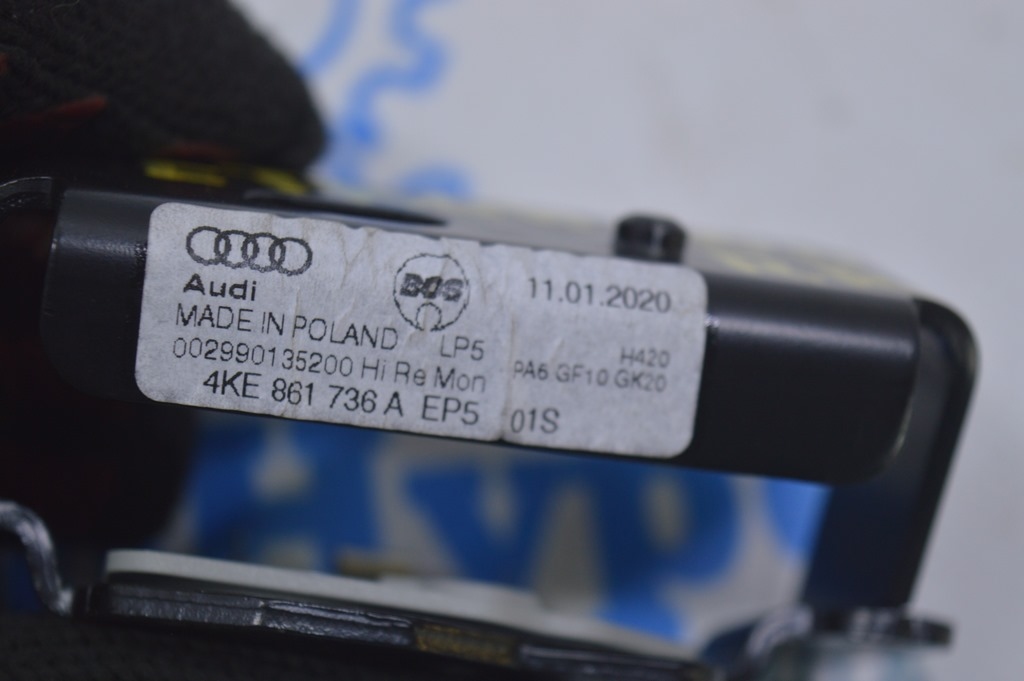 Audi
BOS
11.01.2020
MADE IN POLAND LP5
H420
002990135200 Hi Re Mon
PA6 GF10 GK20
4KE 861 736 A EP5 01S